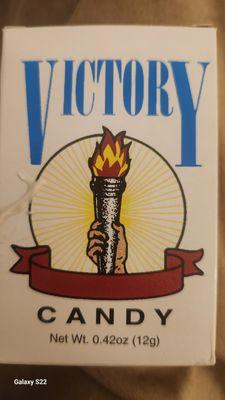 VICTORY
CANDY
Net Wt. 0.42oz (12g)
Galaxy S22